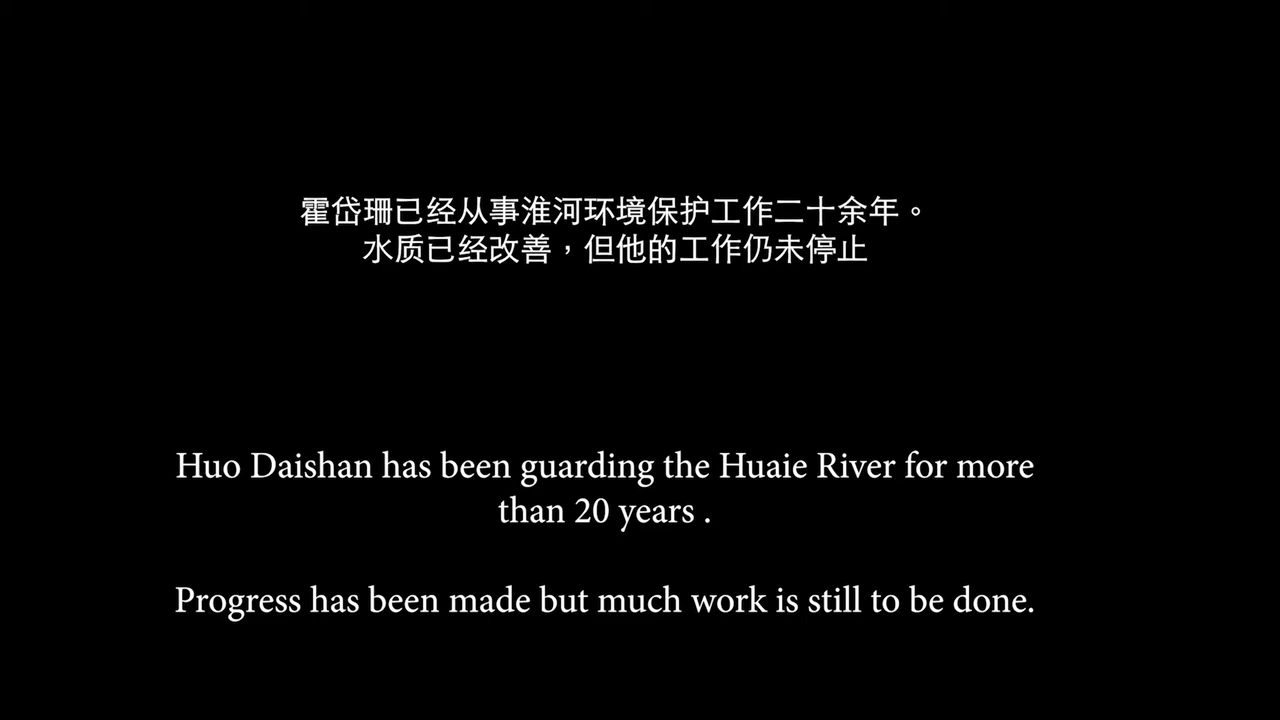 霍岱珊已经从事淮河环境保护工作二十余年。
水质已经改善，但他的工作仍未停止
Huo Daishan has been guarding the Huaie River for more
than 20 years .
Progress has been made but much work is still to be done.